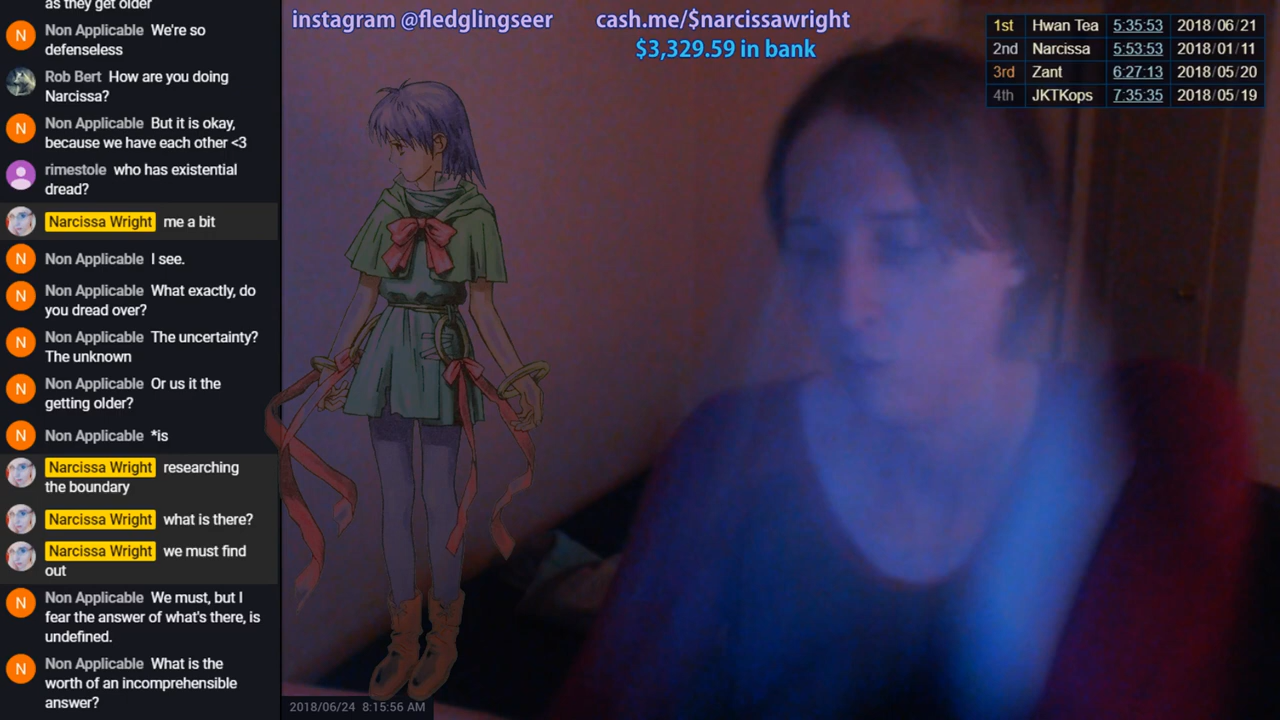 as they get older
Non Applicable We're so
defenseless
Rob Bert How are you doing
Narcissa?
Non Applicable But it is okay,
because we have each other <3
rimestole who has existential
dread?
Narcissa Wright me a bit
Non Applicable I see.
Non Applicable What exactly, do
you dread over?
Non Applicable The uncertainty?
The unknown
Non Applicable Or us it the
getting older?
Non Applicable *is
Narcissa Wright researching
the boundary
Narcissa Wright what is there?
Narcissa Wright we must find
out
Non Applicable We must, but I
fear the answer of what's there, is
undefined.
Non Applicable What is the
worth of an incomprehensible
answer?
instagram @fledglingseer cash.me/$narcissawright
$3,329.59 in bank
1st Hwan Tea 5:35:53 2018/06/21
2nd Narcissa 5:53:53 2018/01/11
3rd Zant 6:27:13 2018/05/20
4th JKTKops 7:35:35 2018/05/19
2018/06/24 8:15:56 AM
N
N
N
N
N
N
N
N
N